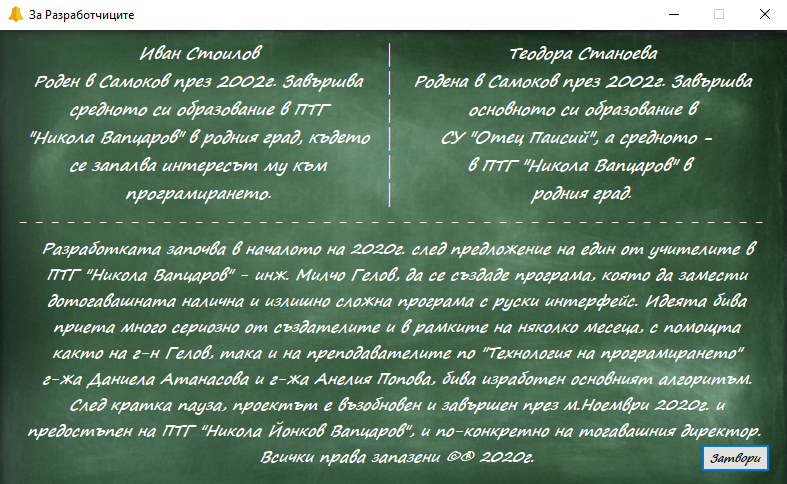 За Разработчиците
Иван Стоилов
Роден в Самоков през 2002г. Завършва
средното си образование в ПТГ
"Никола Вапцаров" в родния град, където
се запалва интересът му към
програмирането.
Теодора Станоева
Родена в Самоков през 2002г. Завършва
основното си образование в
СУ "Отец Паисий", а средното -
в ПТГ "Никола Вапцаров" в
родния град.
Разработката започва в началото на 2020г. след предложение на един от учителите в
ПТГ "Никола Вапцаров" - инж. Милчо Гелов, да се създаде програма, която да замести
дотогавашната налична и излишно сложна програма с руски интерфейс. Идеята бива
приета много сериозно от създателите и в рамките на няколко месеца, с помощта
както на г-н Гелов, така и на преподавателите по "Технология на програмирането"
г-жа Даниела Атанасова и г-жа Анелия Попова, бива изработен основният алгоритъм.
След кратка пауза, проектът е възобновен и завършен през м.Ноември 2020г. и
предостъпен на ПТГ "Никола Йонков Вапцаров", и по-конкретно на тогавашния директор.
Всички права запазени ©® 2020г.
Затвори